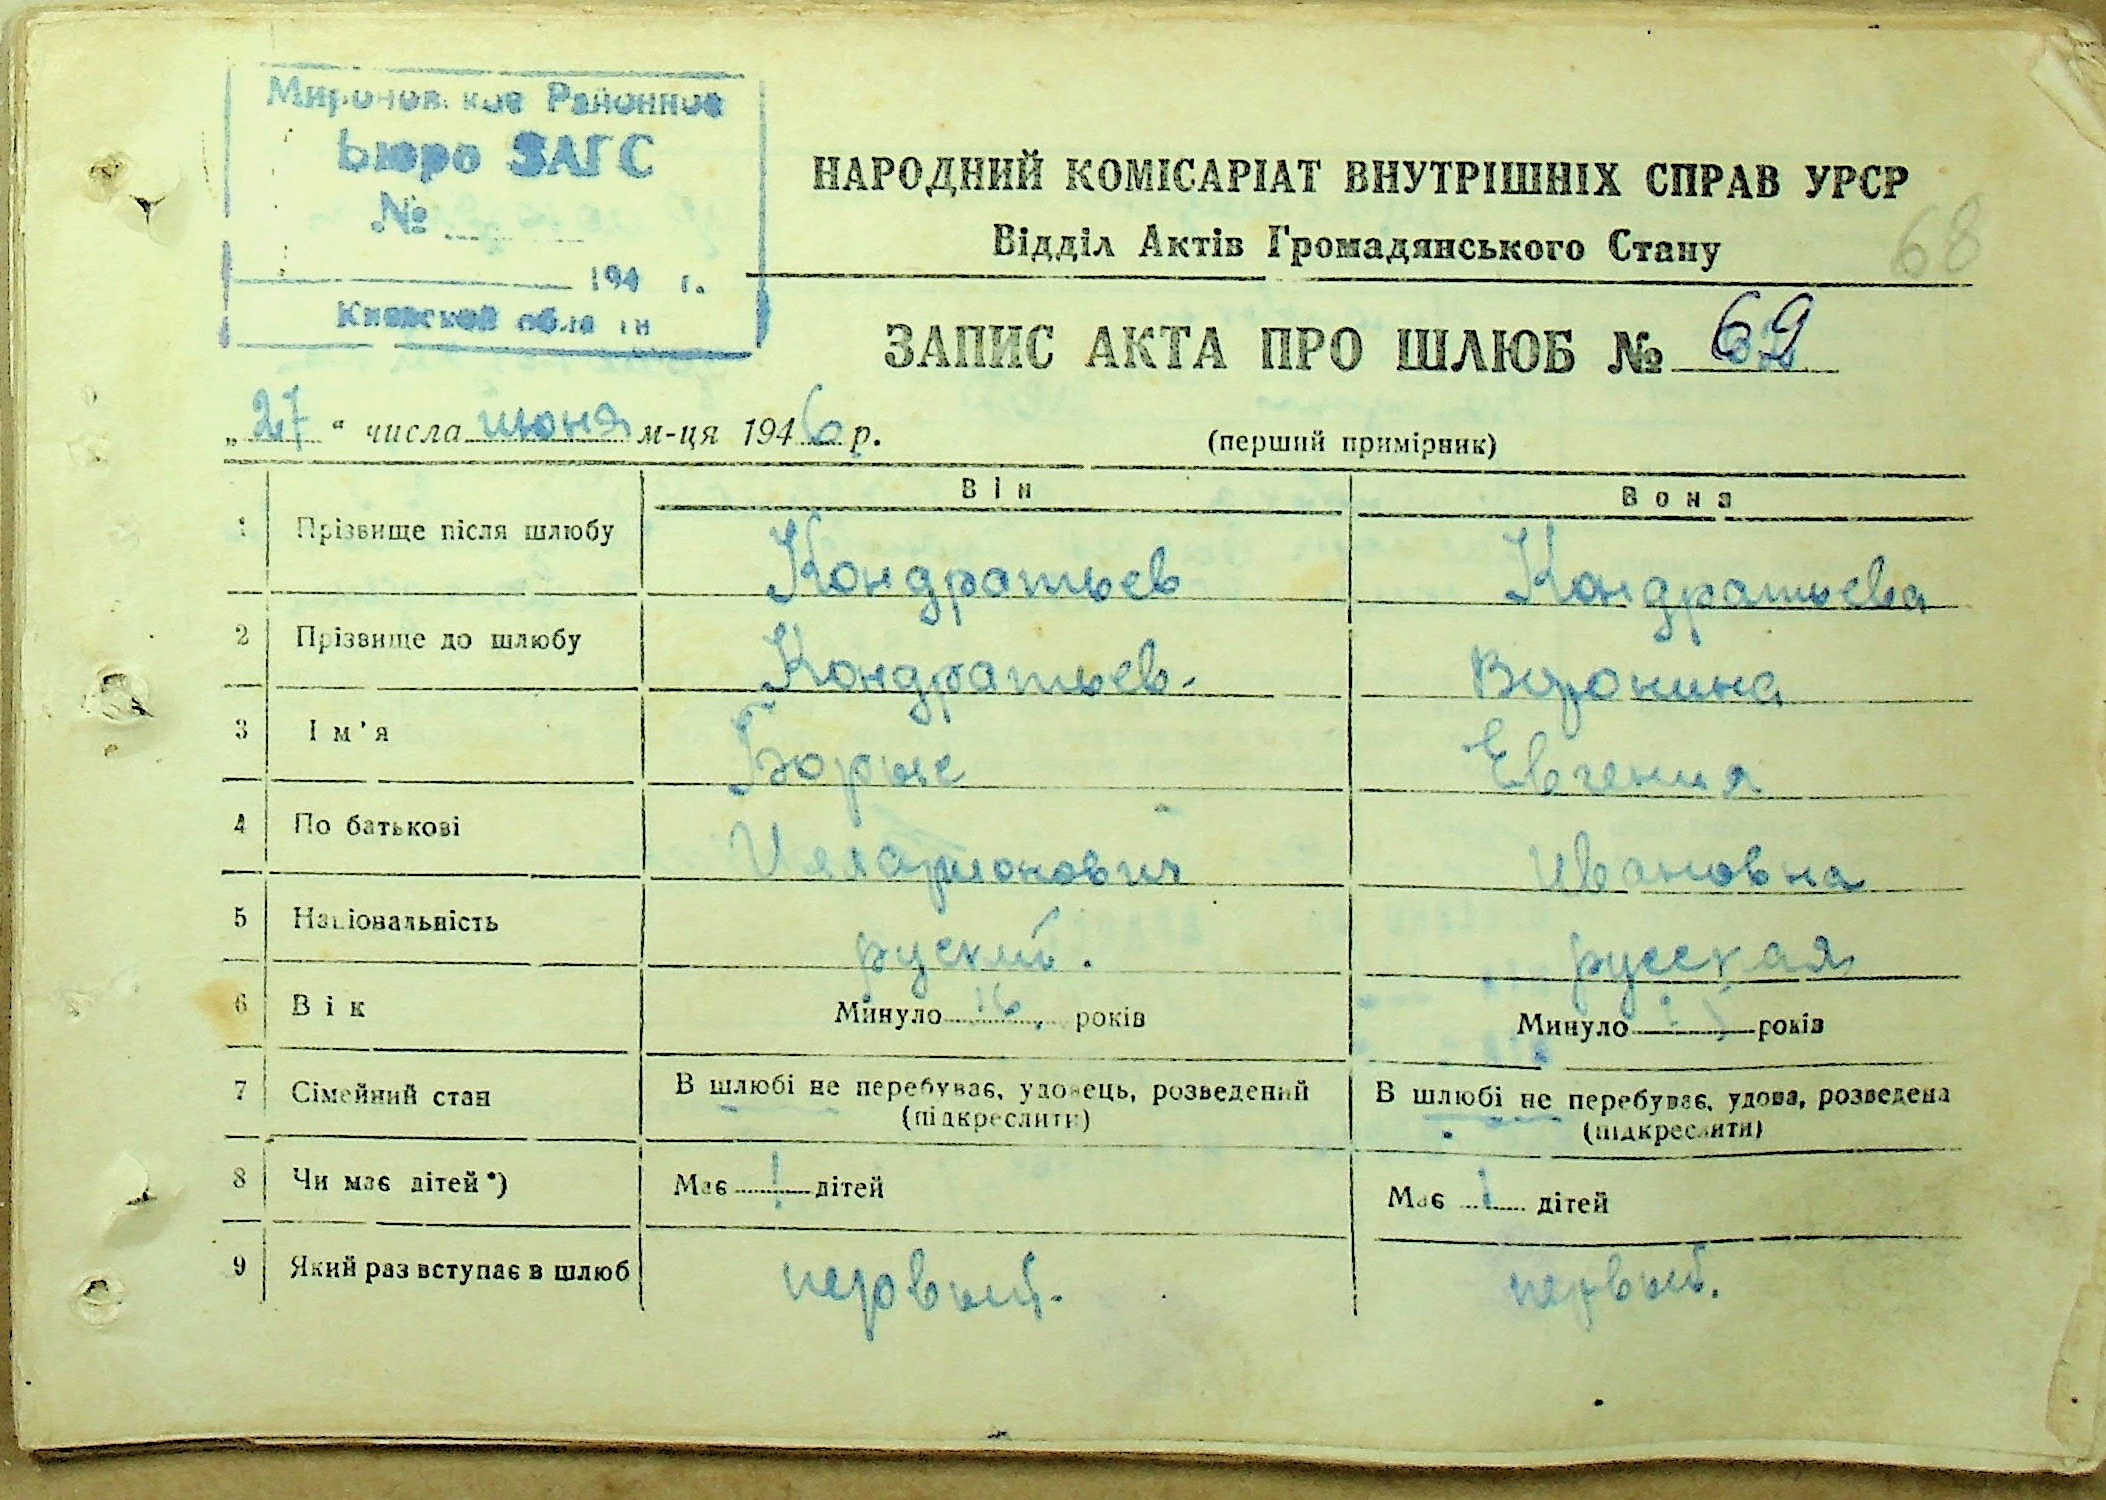 Мироновское Районное
Бюро ЗАГС
№
194 г.
Киевской области
НАРОДНИЙ КОМІСАРІАТ ВНУТРІШНІХ СПРАВ УРСР
Відділ Актів Громадянського Стану
68
ЗАПИС АКТА ПРО ШЛЮБ № 69
„27“ числа июня м-ця 1946 р.
(перший примірник)
Він Вона
1 Прізвище після шлюбу Кондратьев Кондратьева
2 Прізвище до шлюбу Кондратьев. Воронина
3 Ім'я Борис Евгения
4 По батькові Илларионович Ивановна
5 Національність руский. русская
6 Вік Минуло років Минуло років
7 Сімейний стан В шлюбі не перебуває, удовець, розведений В шлюбі не перебуває, удова, розведена
(підкреслити) (підкреслити)
8 Чи має дітей*) Має 1 дітей Має 1 дітей
9 Який раз вступає в шлюб первый. первый.